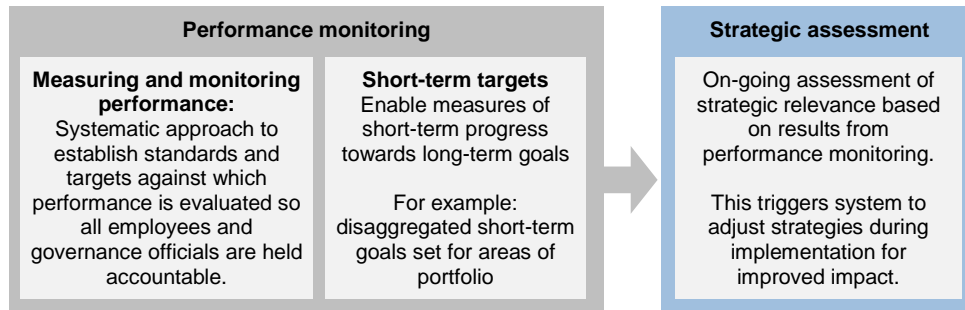 Performance monitoring
Measuring and monitoring
performance:
Systematic approach to
establish standards and
targets against which
performance is evaluated so
all employees and
governance officials are held
accountable.
Short-term targets
Enable measures of
short-term progress
towards long-term goals
For example:
disaggregated short-term
goals set for areas of
portfolio
Strategic assessment
On-going assessment of
strategic relevance based
on results from
performance monitoring.
This triggers system to
adjust strategies during
implementation for
improved impact.